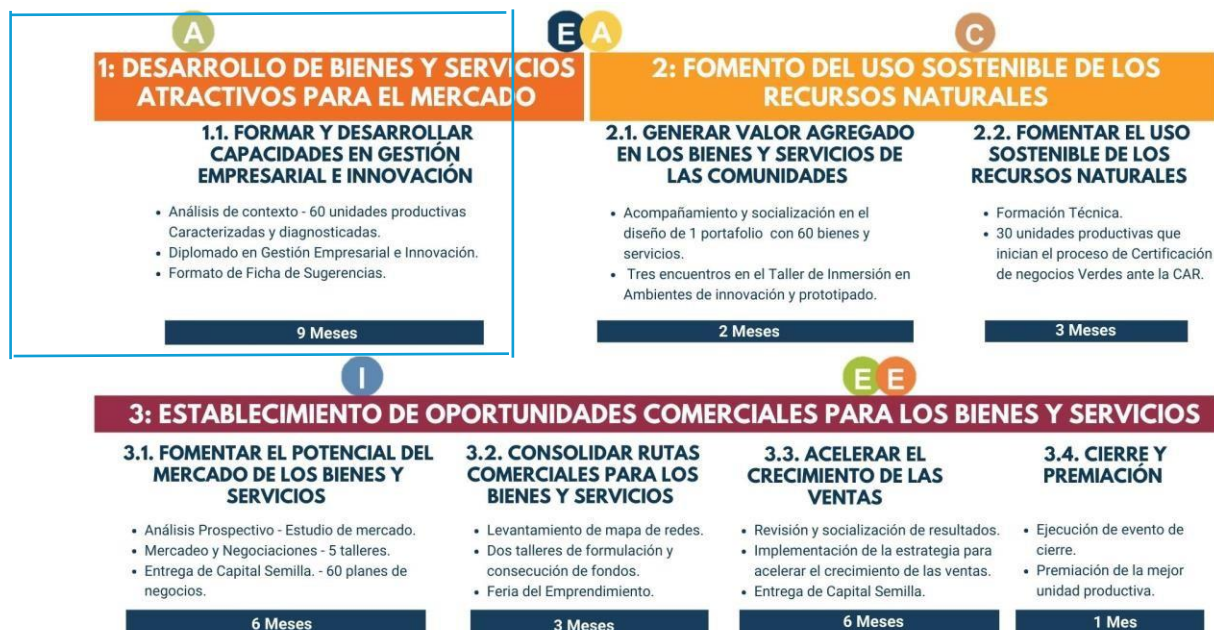 A
E A
C
1: DESARROLLO DE BIENES Y SERVICIOS
ATRACTIVOS PARA EL MERCADO
2: FOMENTO DEL USO SOSTENIBLE DE LOS
RECURSOS NATURALES
1.1. FORMAR Y DESARROLLAR
CAPACIDADES EN GESTIÓN
EMPRESARIAL E INNOVACIÓN
• Análisis de contexto - 60 unidades productivas
Caracterizadas y diagnosticadas.
• Diplomado en Gestión Empresarial e Innovación.
• Formato de Ficha de Sugerencias.
9 Meses
2.1. GENERAR VALOR AGREGADO
EN LOS BIENES Y SERVICIOS DE
LAS COMUNIDADES
• Acompañamiento y socialización en el
diseño de 1 portafolio con 60 bienes y
servicios.
• Tres encuentros en el Taller de Inmersión en
Ambientes de innovación y prototipado.
2 Meses
2.2. FOMENTAR EL USO
SOSTENIBLE DE LOS
RECURSOS NATURALES
• Formación Técnica.
• 30 unidades productivas que
inician el proceso de Certificación
de negocios Verdes ante la CAR.
3 Meses
I
E E
3: ESTABLECIMIENTO DE OPORTUNIDADES COMERCIALES PARA LOS BIENES Y SERVICIOS
3.1. FOMENTAR EL POTENCIAL DEL
MERCADO DE LOS BIENES Y
SERVICIOS
• Análisis Prospectivo - Estudio de mercado.
• Mercadeo y Negociaciones - 5 talleres.
• Entrega de Capital Semilla. - 60 planes de
negocios.
6 Meses
3.2. CONSOLIDAR RUTAS
COMERCIALES PARA LOS
BIENES Y SERVICIOS
• Levantamiento de mapa de redes.
• Dos talleres de formulación y
consecución de fondos.
• Feria del Emprendimiento.
3 Meses
3.3. ACELERAR EL
CRECIMIENTO DE LAS
VENTAS
• Revisión y socialización de resultados.
• Implementación de la estrategia para
acelerar el crecimiento de las ventas.
• Entrega de Capital Semilla.
6 Meses
3.4. CIERRE Y
PREMIACIÓN
• Ejecución de evento de
cierre.
• Premiación de la mejor
unidad productiva.
1 Mes